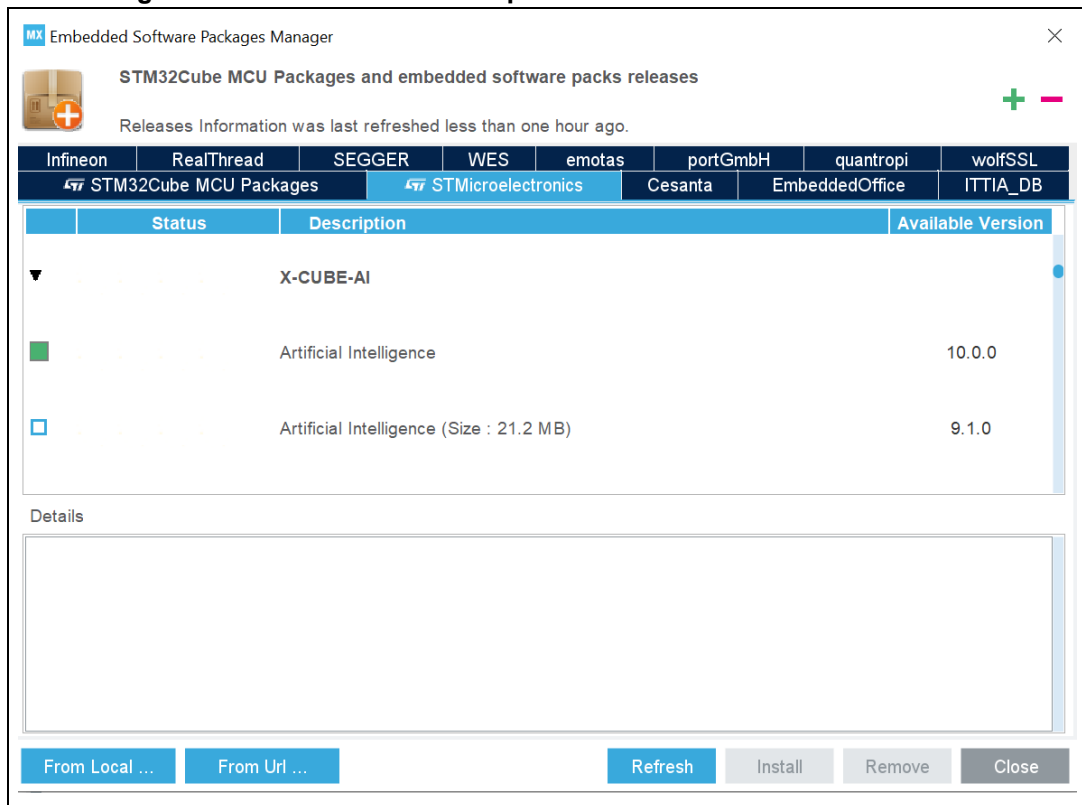 MX Embedded Software Packages Manager
STM32Cube MCU Packages and embedded software packs releases
Releases Information was last refreshed less than one hour ago.
Infineon RealThread SEGGER WES emotas portGmbH quantropi wolfSSL
STM32Cube MCU Packages STMicroelectronics Cesanta EmbeddedOffice ITTIA_DB
Status Description Available Version
X-CUBE-AI
Artificial Intelligence 10.0.0
Artificial Intelligence (Size : 21.2 MB) 9.1.0
Details
From Local ... From Url ... Refresh Install Remove Close